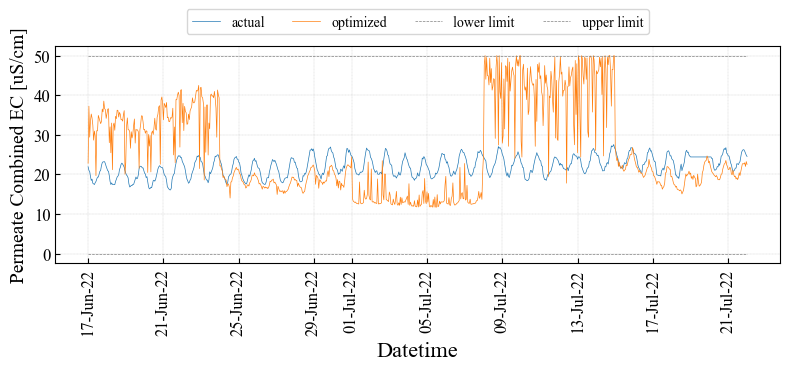 actual optimized lower limit upper limit
Permeate Combined EC [uS/cm]
50
40
30
20
10
0
17-Jun-22 21-Jun-22 25-Jun-22 29-Jun-22 01-Jul-22 05-Jul-22 09-Jul-22 13-Jul-22 17-Jul-22 21-Jul-22
Datetime